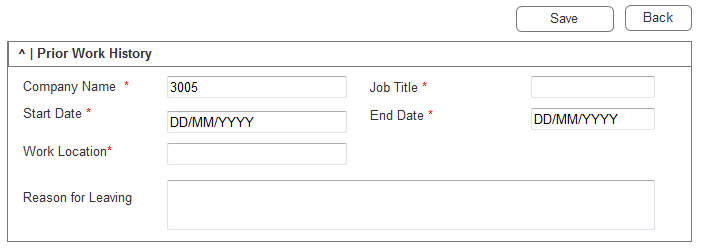 Save Back
^ | Prior Work History
Company Name * 3005 Job Title *
Start Date * DD/MM/YYYY End Date * DD/MM/YYYY
Work Location*
Reason for Leaving